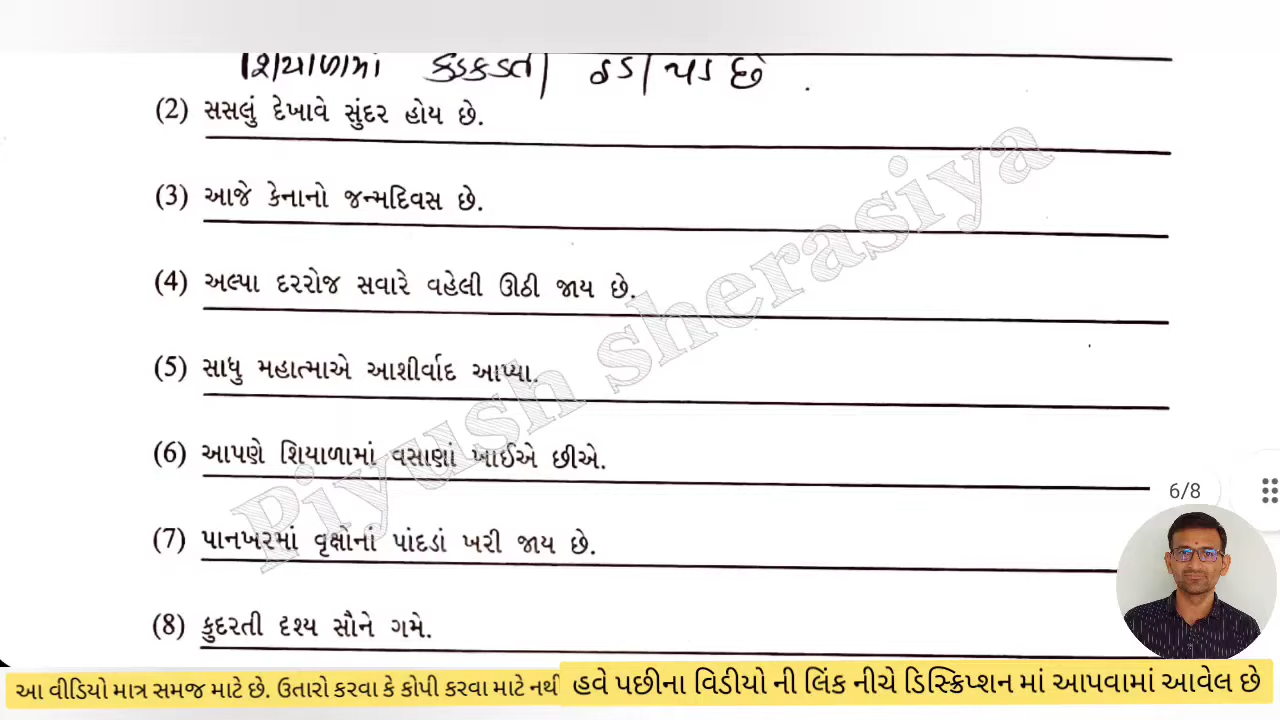 શિયાળામાં કડકડતી ઠંડી પડે છે.
(2) સસલું દેખાવે સુંદર હોય છે.
(3) આજે કેનાનો જન્મદિવસ છે.
(4) અલ્પા દરરોજ સવારે વહેલી ઊઠી જાય છે.
(5) સાધુ મહાત્માએ આશીર્વાદ આપ્યા.
(6) આપણે શિયાળામાં વસાણાં ખાઈએ છીએ.
(7) પાનખરમાં વૃક્ષોનાં પાંદડાં ખરી જાય છે.
(8) કુદરતી દૃશ્ય સૌને ગમે.
Piyush sherasiya
6/8
આ વીડિયો માત્ર સમજ માટે છે. ઉતારો કરવા કે કોપી કરવા માટે નથી
હવે પછીના વિડીયો ની લિંક નીચે ડિસ્ક્રિપ્શન માં આપવામાં આવેલ છે